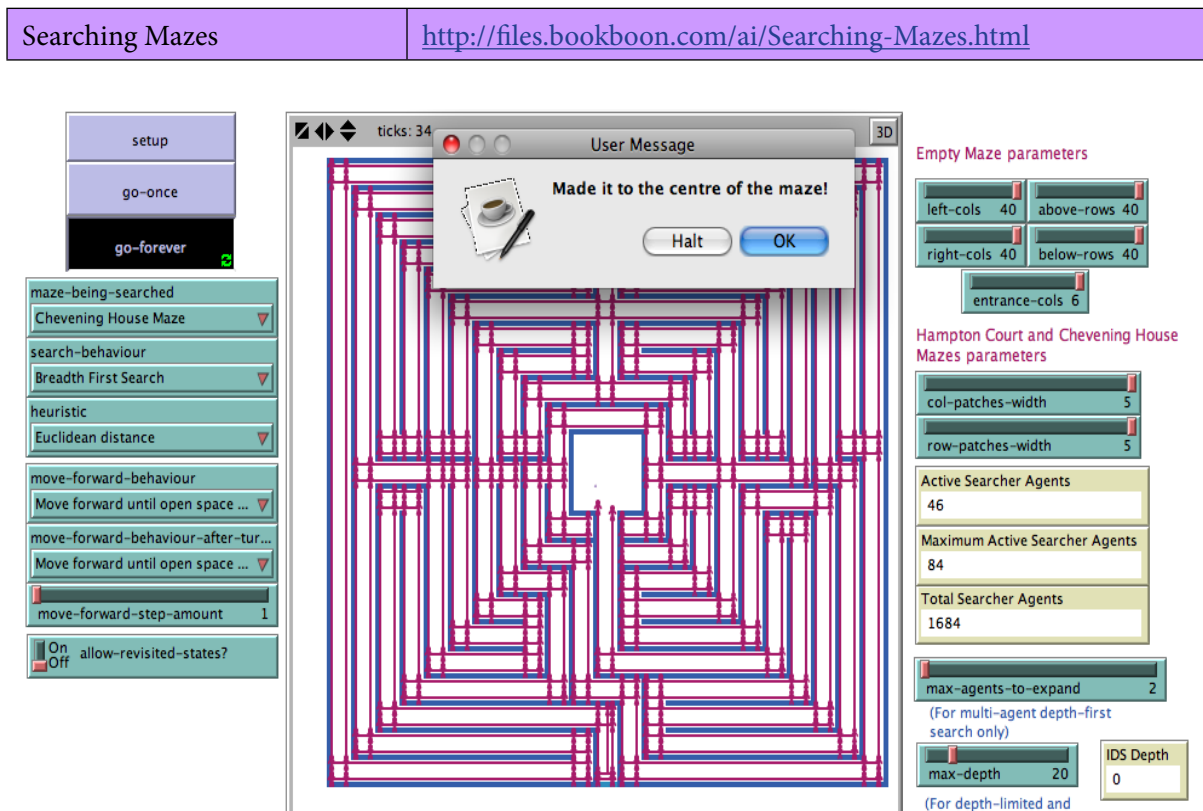 Searching Mazes
http://files.bookboon.com/ai/Searching-Mazes.html
setup
go-once
go-forever
maze-being-searched
Chevening House Maze
search-behaviour
Breadth First Search
heuristic
Euclidean distance
move-forward-behaviour
Move forward until open space ...
move-forward-behaviour-after-tur...
Move forward until open space ...
move-forward-step-amount 1
On
Off
allow-revisited-states?
ticks: 34
3D
User Message
Made it to the centre of the maze!
Halt
OK
Empty Maze parameters
left-cols 40
above-rows 40
right-cols 40
below-rows 40
entrance-cols 6
Hampton Court and Chevening House
Mazes parameters
col-patches-width 5
row-patches-width 5
Active Searcher Agents
46
Maximum Active Searcher Agents
84
Total Searcher Agents
1684
max-agents-to-expand 2
(For multi-agent depth-first
search only)
max-depth 20
IDS Depth
0
(For depth-limited and